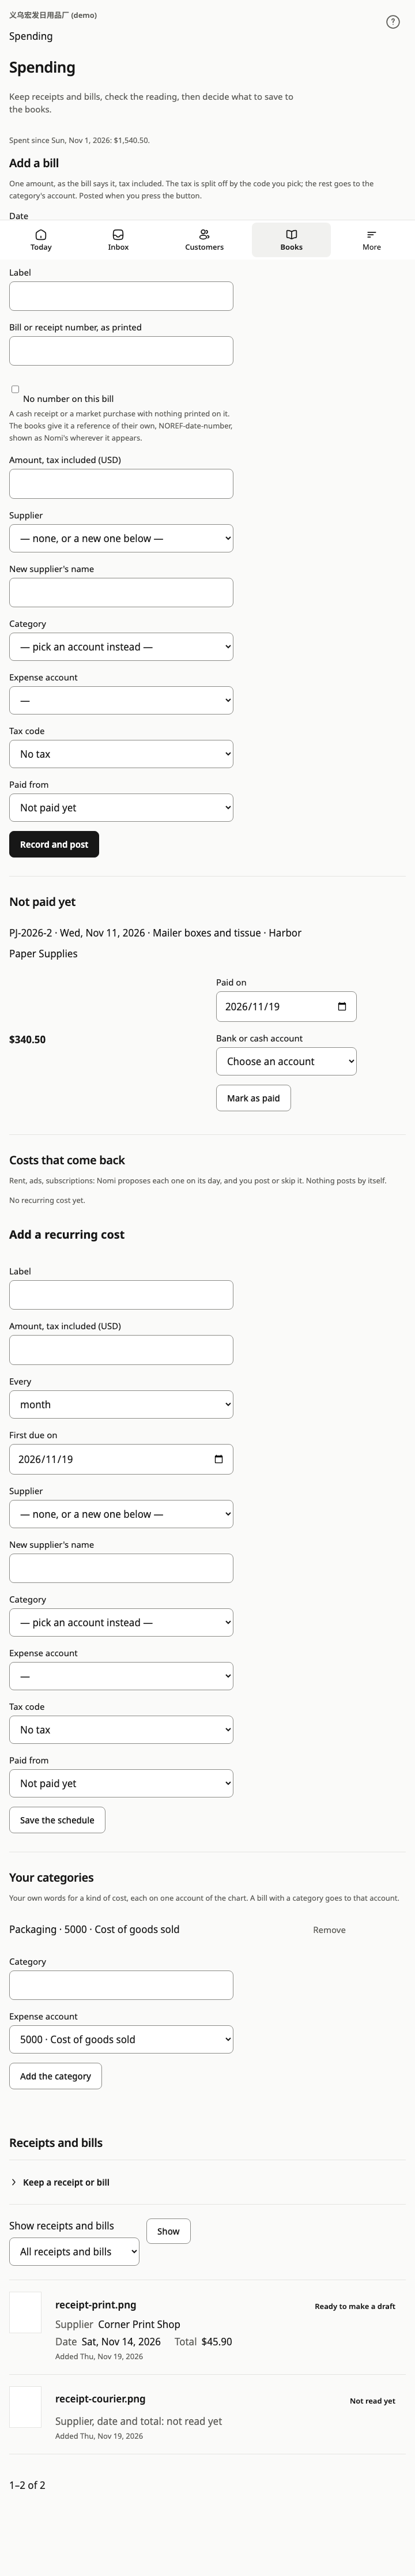 义乌宏发日用品厂 (demo)
?
Spending
Spending
Keep receipts and bills, check the reading, then decide what to save to
the books.
Spent since Sun, Nov 1, 2026: $1,540.50.
Add a bill
One amount, as the bill says it, tax included. The tax is split off by the code you pick; the rest goes to the
category's account. Posted when you press the button.
Date
Today
Inbox
Customers
Books
More
Label
Bill or receipt number, as printed
No number on this bill
A cash receipt or a market purchase with nothing printed on it.
The books give it a reference of their own, NOREF-date-number,
shown as Nomi's wherever it appears.
Amount, tax included (USD)
Supplier
— none, or a new one below —
New supplier's name
Category
— pick an account instead —
Expense account
—
Tax code
No tax
Paid from
Not paid yet
Record and post
Not paid yet
PJ-2026-2 · Wed, Nov 11, 2026 · Mailer boxes and tissue · Harbor
Paper Supplies
Paid on
2026/11/19
$340.50
Bank or cash account
Choose an account
Mark as paid
Costs that come back
Rent, ads, subscriptions: Nomi proposes each one on its day, and you post or skip it. Nothing posts by itself.
No recurring cost yet.
Add a recurring cost
Label
Amount, tax included (USD)
Every
month
First due on
2026/11/19
Supplier
— none, or a new one below —
New supplier's name
Category
— pick an account instead —
Expense account
—
Tax code
No tax
Paid from
Not paid yet
Save the schedule
Your categories
Your own words for a kind of cost, each on one account of the chart. A bill with a category goes to that account.
Packaging · 5000 · Cost of goods sold
Remove
Category
Expense account
5000 · Cost of goods sold
Add the category
Receipts and bills
Keep a receipt or bill
Show receipts and bills
All receipts and bills
Show
receipt-print.png
Ready to make a draft
Supplier Corner Print Shop
Date Sat, Nov 14, 2026 Total $45.90
Added Thu, Nov 19, 2026
receipt-courier.png
Not read yet
Supplier, date and total: not read yet
Added Thu, Nov 19, 2026
1–2 of 2